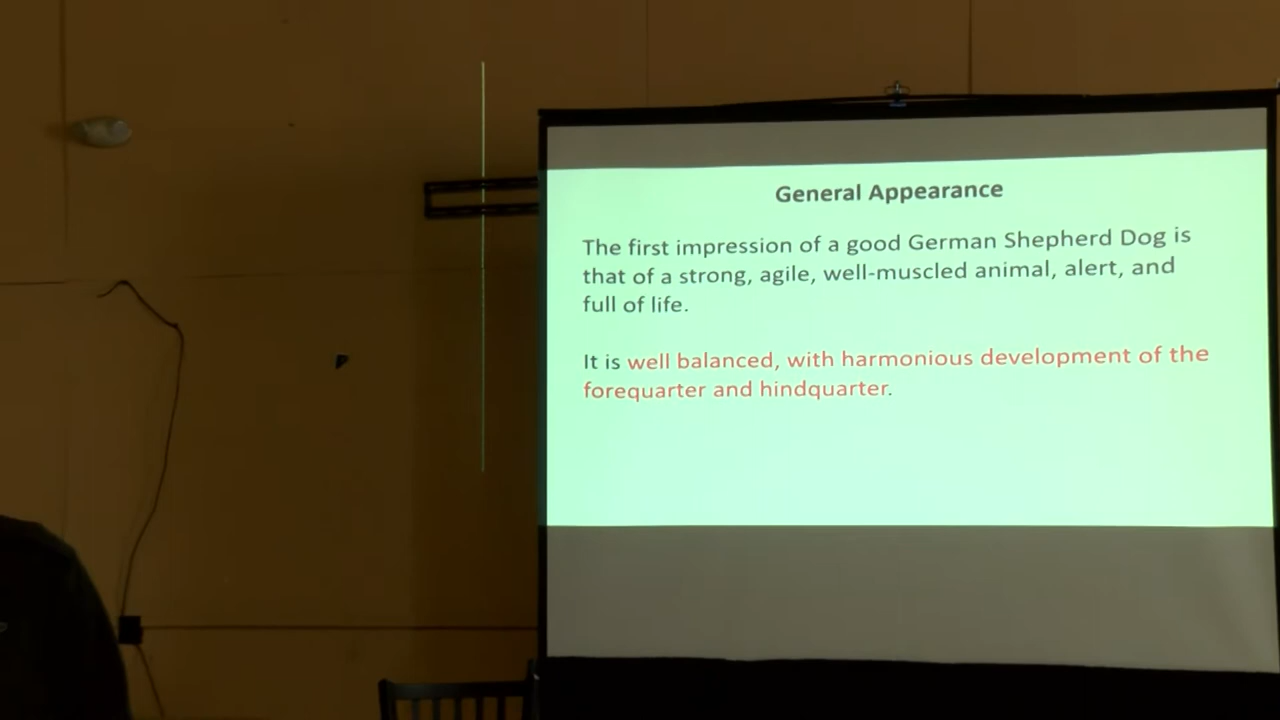 General Appearance
The first impression of a good German Shepherd Dog is
that of a strong, agile, well-muscled animal, alert, and
full of life.
It is well balanced, with harmonious development of the
forequarter and hindquarter.